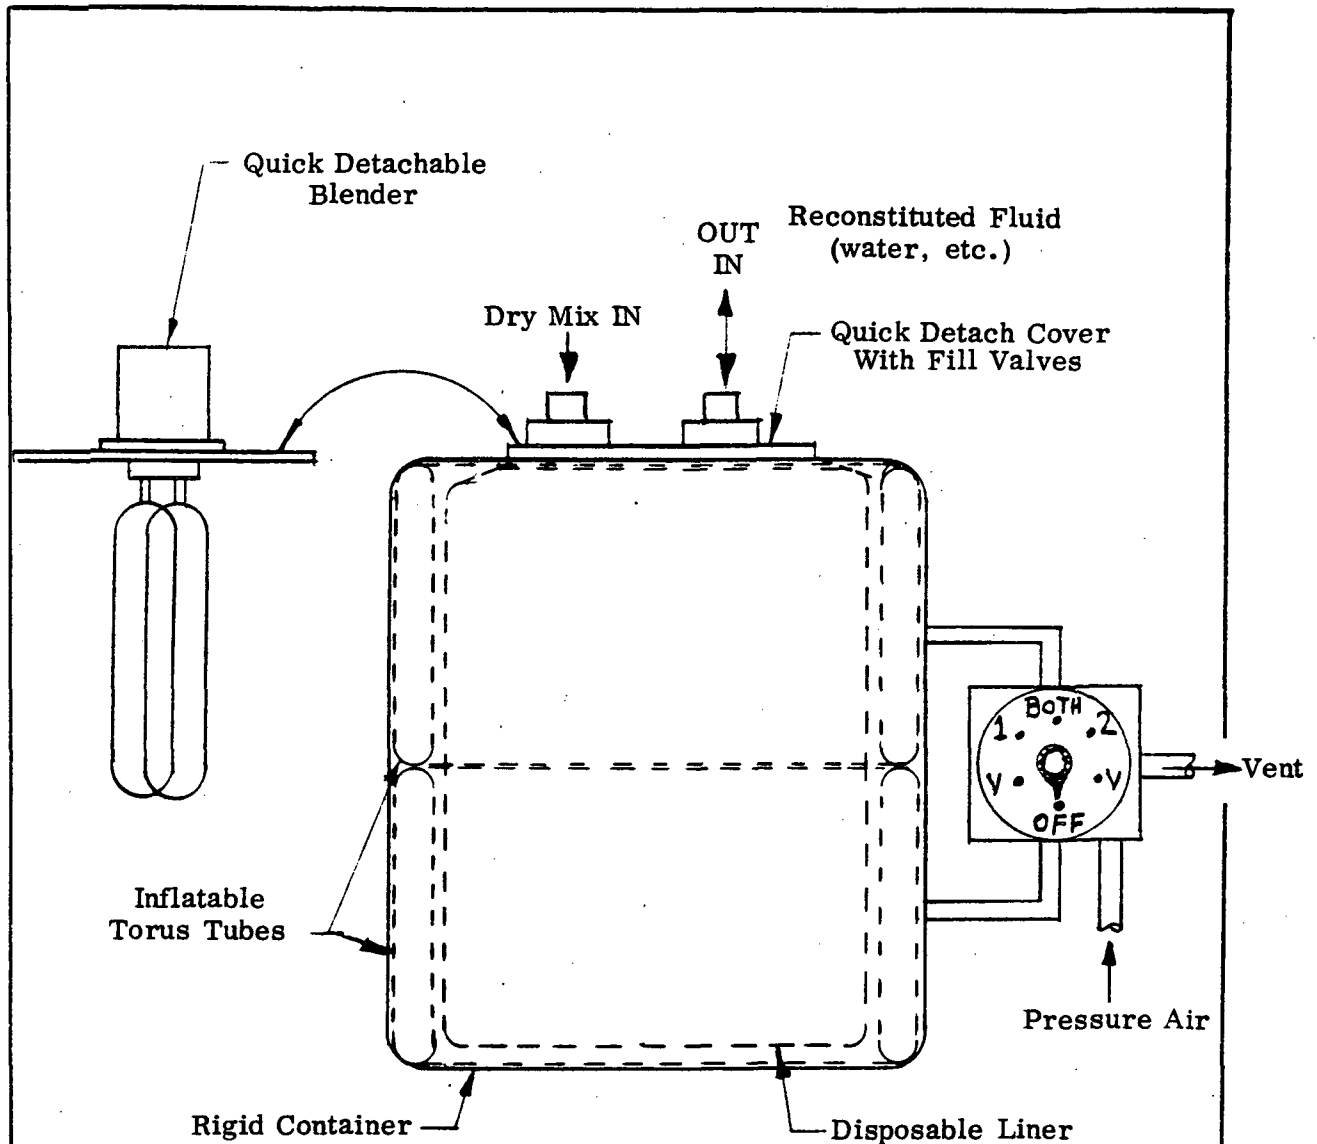 Quick Detachable
Blender
OUT
IN
Reconstituted Fluid
(water, etc.)
Dry Mix IN
Quick Detach Cover
With Fill Valves
BOTH
1
2
V
V
OFF
Vent
Inflatable
Torus Tubes
Pressure Air
Rigid Container
Disposable Liner